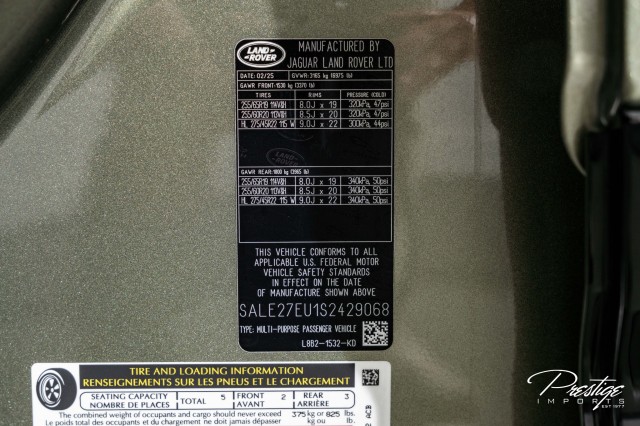 LAND ROVER
MANUFACTURED BY
JAGUAR LAND ROVER LTD
DATE: 02/25 GVWR: 3165 kg (6975 lb)
GAWR FRONT: 1530 kg (3370 lb)
TIRES RIMS PRESSURE (COLD)
255/65R19 114V&H 8.0J x 19 320kPa, 47psi
255/60R20 113V&H 8.5J x 20 320kPa, 47psi
HL 275/45R22 115 W 9.0J x 22 300kPa, 44psi
LAND ROVER
GAWR REAR: 1800 kg (3965 lb)
255/65R19 114V&H 8.0J x 19 340kPa, 50psi
255/60R20 113V&H 8.5J x 20 340kPa, 50psi
HL 275/45R22 115 W 9.0J x 22 340kPa, 50psi
THIS VEHICLE CONFORMS TO ALL
APPLICABLE U.S. FEDERAL MOTOR
VEHICLE SAFETY STANDARDS
IN EFFECT ON THE DATE
OF MANUFACTURE SHOWN ABOVE
SALE27EU1S2429068
TYPE: MULTI-PURPOSE PASSENGER VEHICLE
L8B2-1532-KD
TIRE AND LOADING INFORMATION
RENSEIGNEMENTS SUR LES PNEUS ET LE CHARGEMENT
SEATING CAPACITY TOTAL 5 FRONT 2 REAR 3
NOMBRE DE PLACES AVANT ARRIÈRE
The combined weight of occupants and cargo should never exceed 375 kg or 825 lbs.
Le poids total des occupants et du chargement ne doit jamais dépasser kg ou lb.
Prestige
IMPORTS
EST 1977